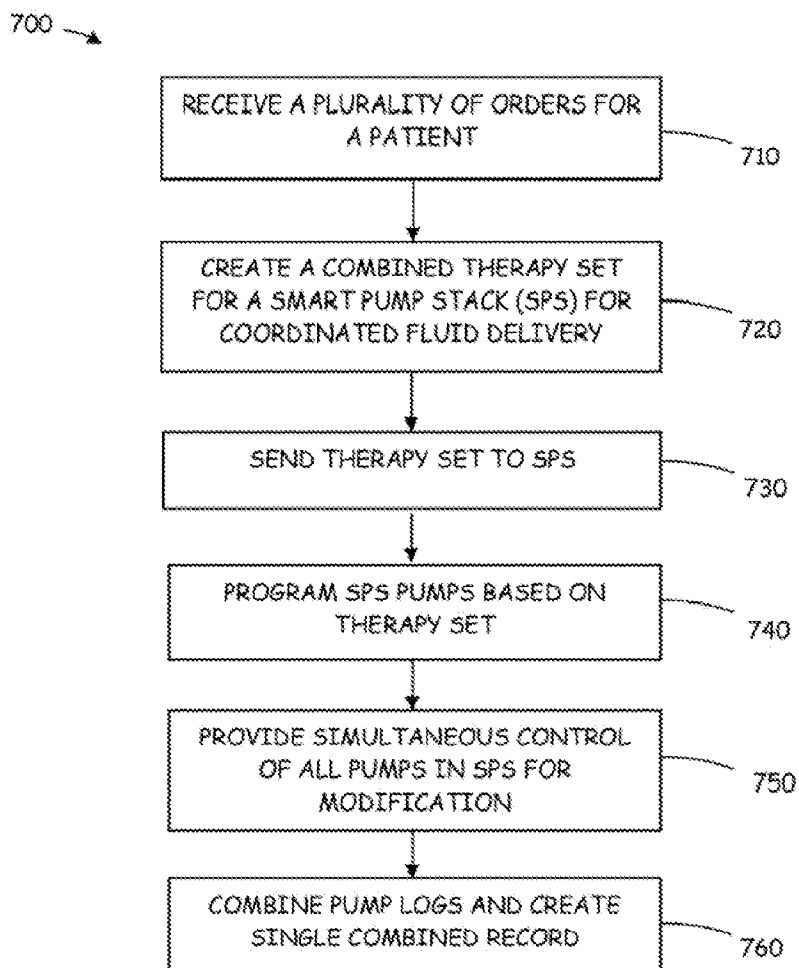 700
RECEIVE A PLURALITY OF ORDERS FOR
A PATIENT
710
CREATE A COMBINED THERAPY SET
FOR A SMART PUMP STACK (SPS) FOR
COORDINATED FLUID DELIVERY
720
SEND THERAPY SET TO SPS
730
PROGRAM SPS PUMPS BASED ON
THERAPY SET
740
PROVIDE SIMULTANEOUS CONTROL
OF ALL PUMPS IN SPS FOR
MODIFICATION
750
COMBINE PUMP LOGS AND CREATE
SINGLE COMBINED RECORD
760